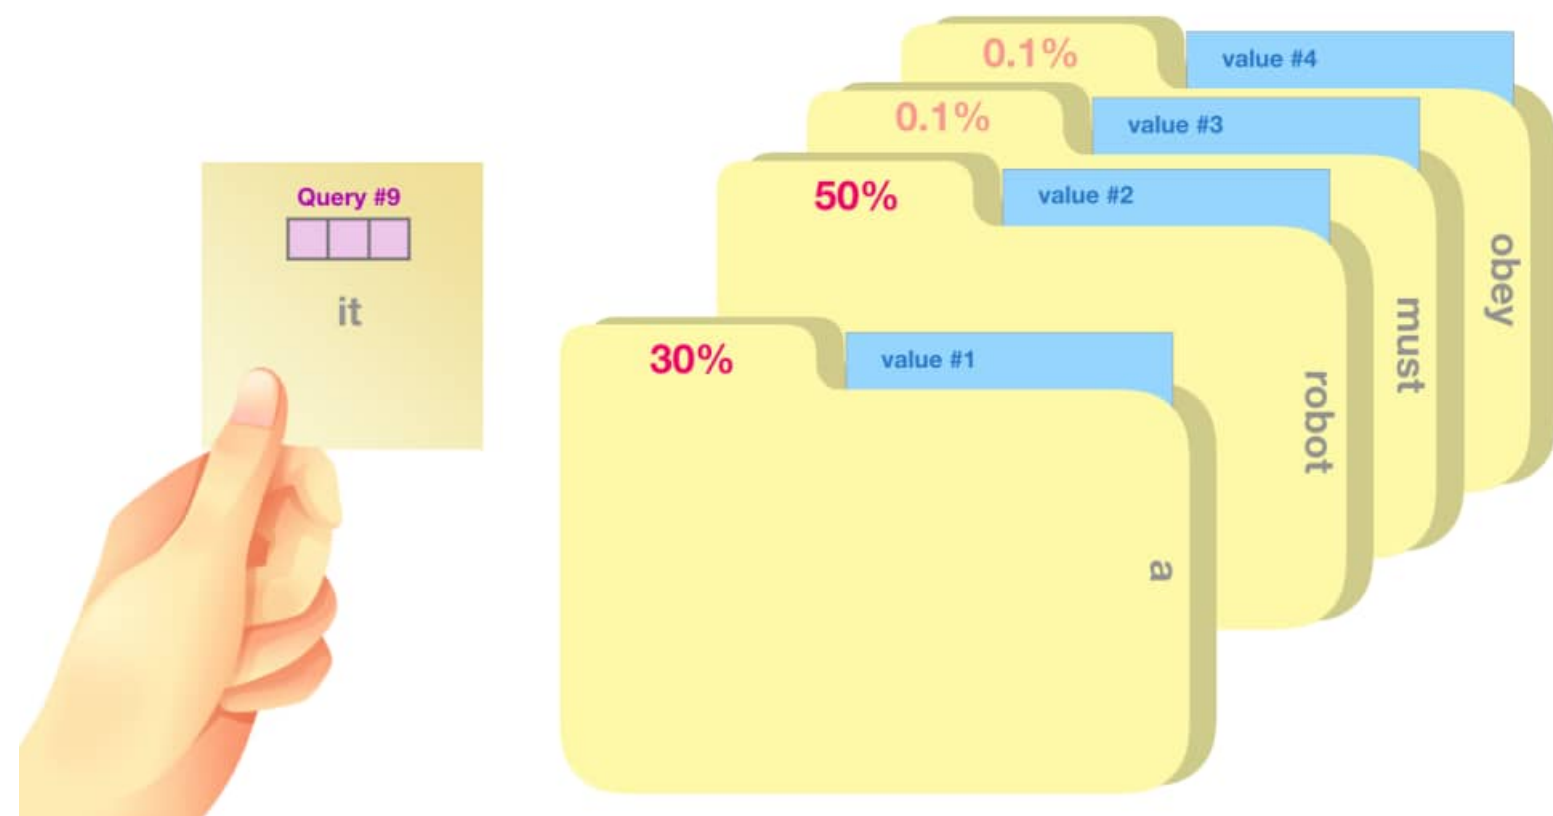 Query #9
it
0.1%
value #4
0.1%
value #3
50%
value #2
30%
value #1
obey
must
robot
a